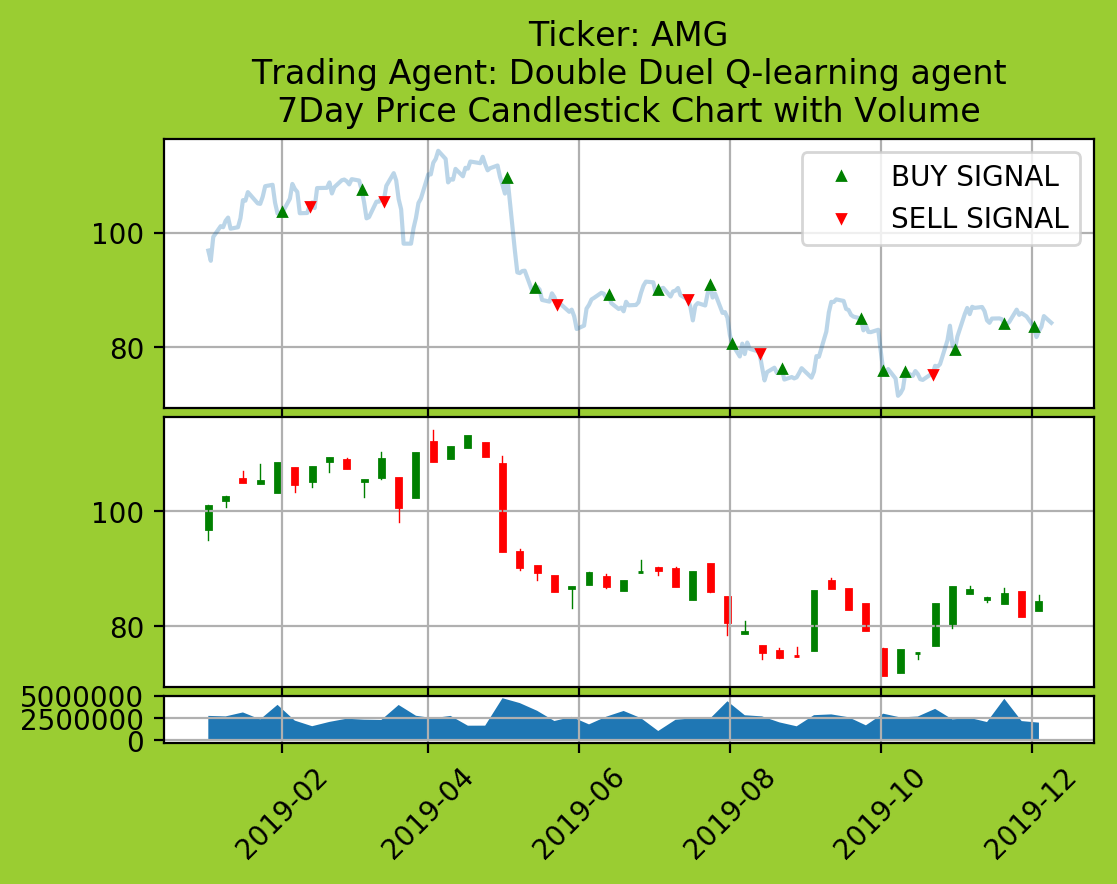 Ticker: AMG
Trading Agent: Double Duel Q-learning agent
7Day Price Candlestick Chart with Volume
BUY SIGNAL
SELL SIGNAL
100
80
100
80
5000000
2500000
0
2019-02
2019-04
2019-06
2019-08
2019-10
2019-12